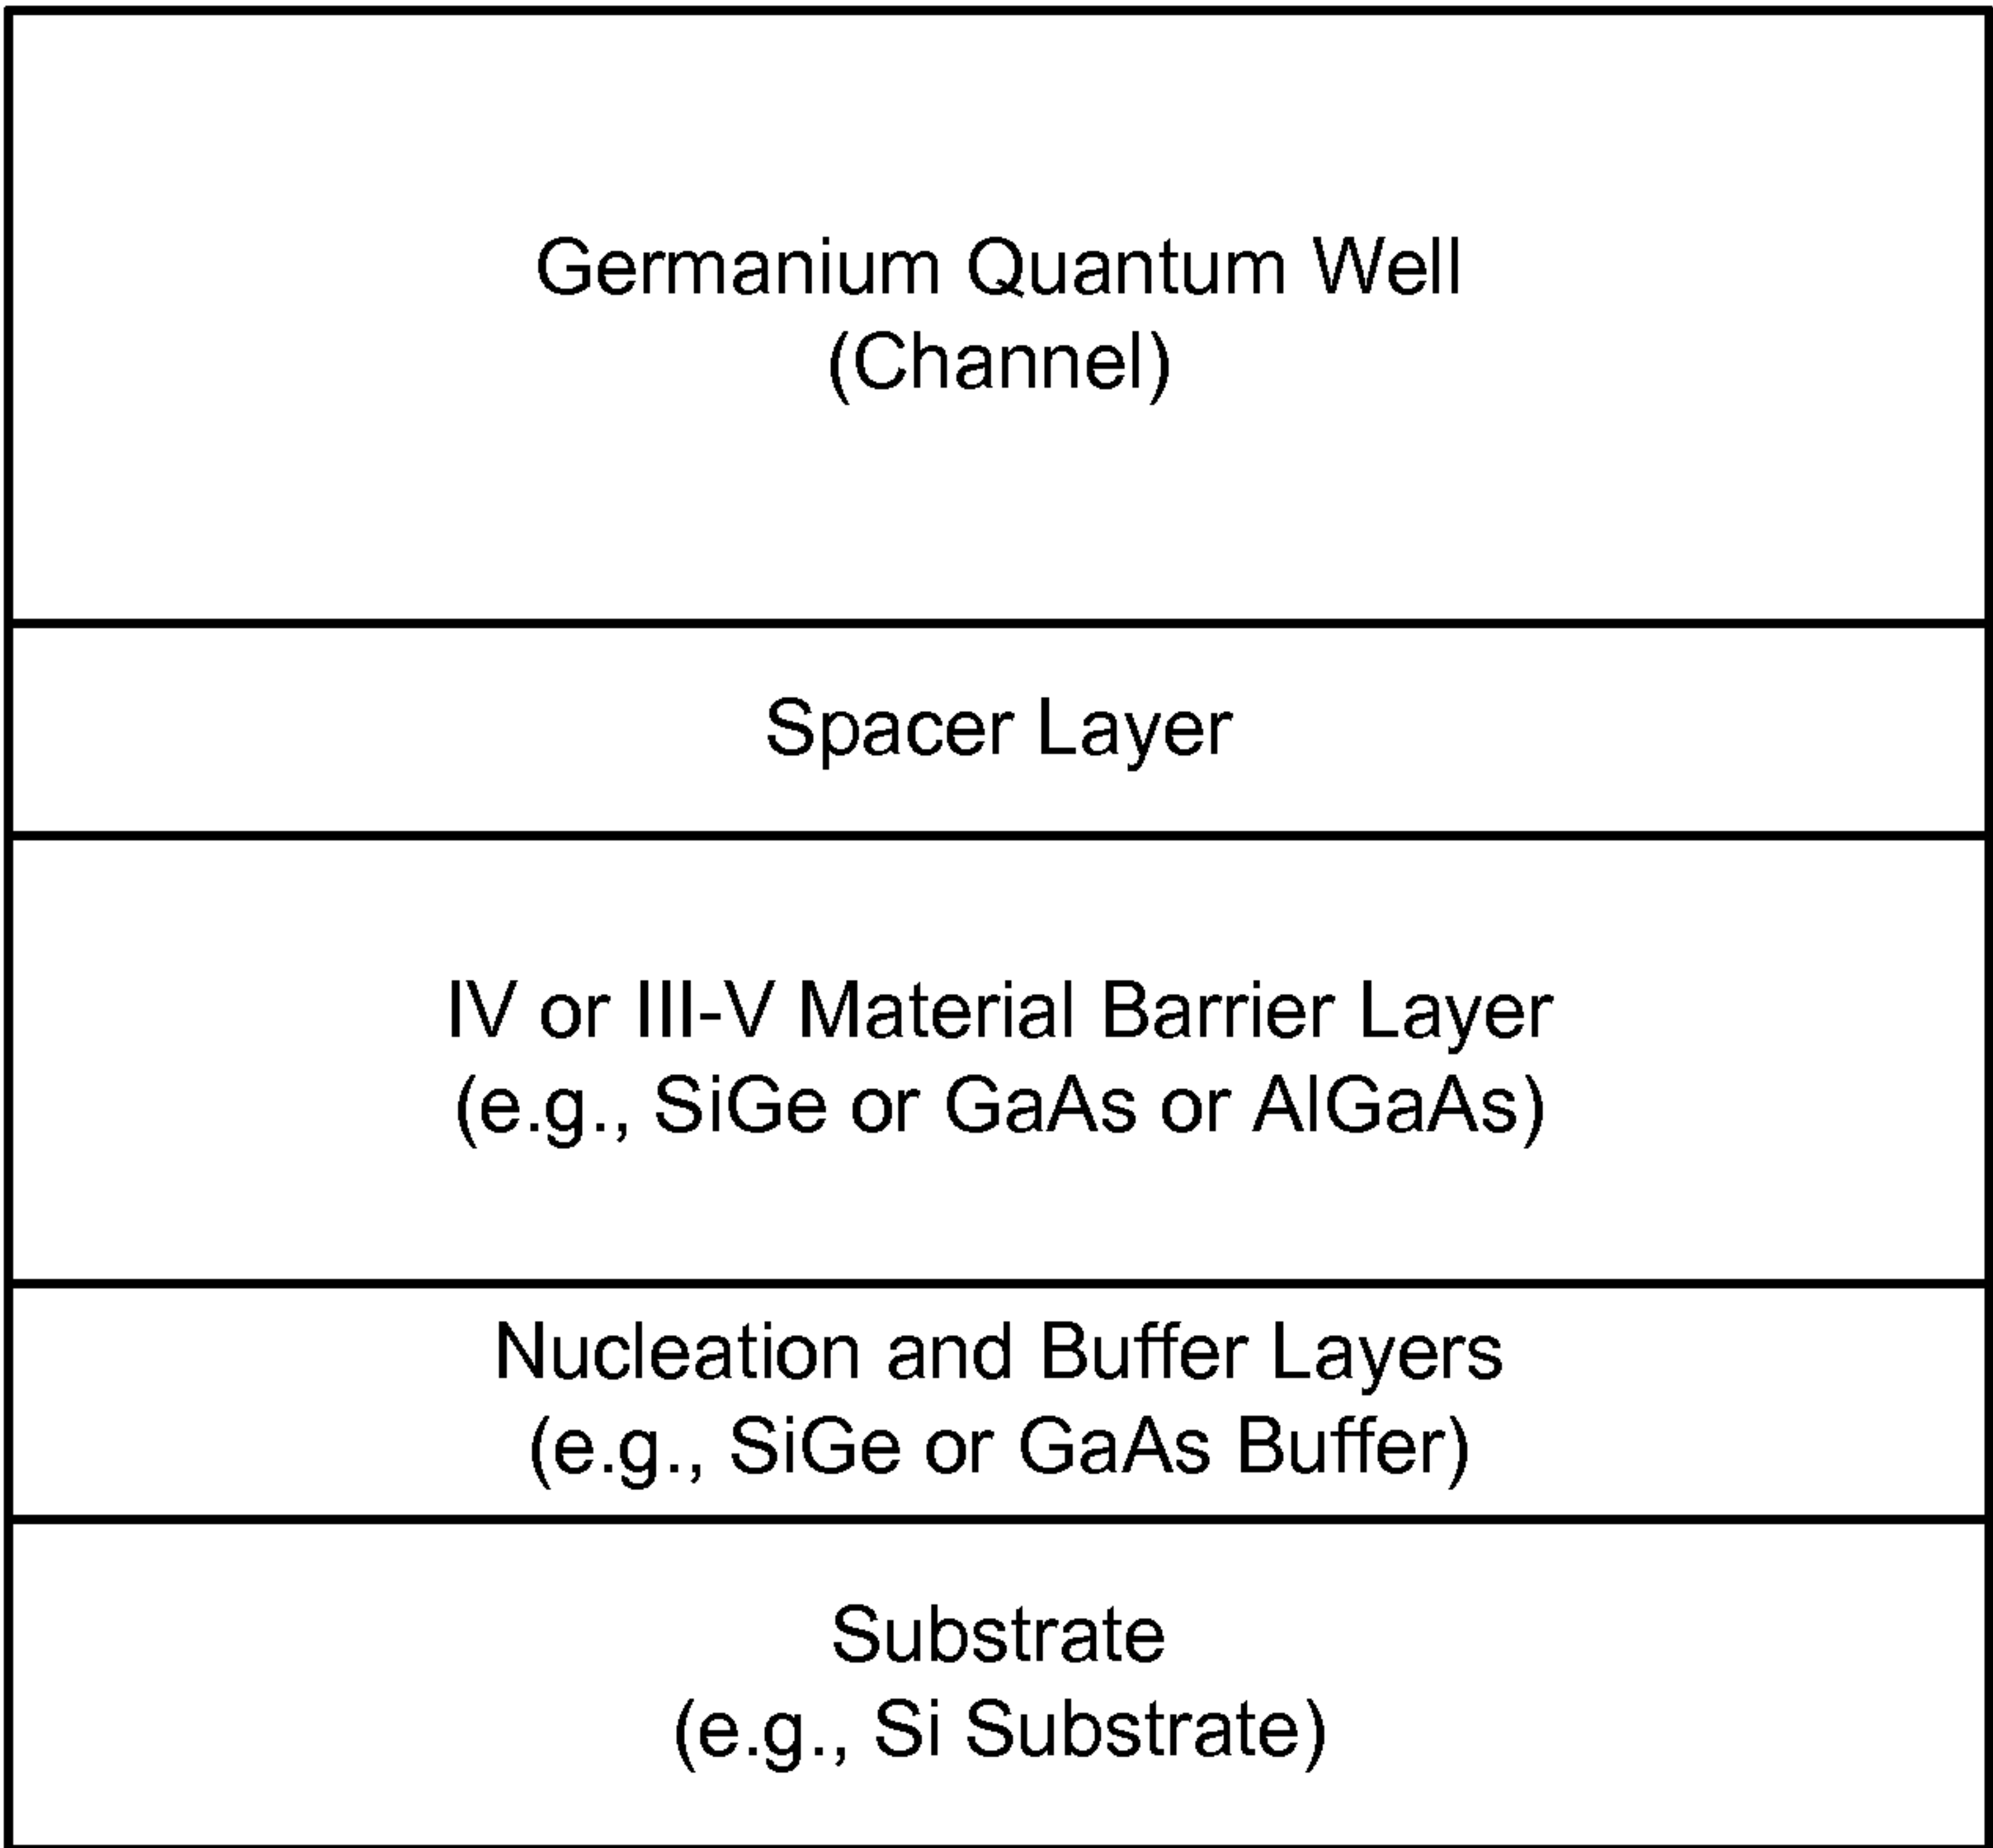 Germanium Quantum Well
(Channel)
Spacer Layer
IV or III-V Material Barrier Layer
(e.g., SiGe or GaAs or AlGaAs)
Nucleation and Buffer Layers
(e.g., SiGe or GaAs Buffer)
Substrate
(e.g., Si Substrate)